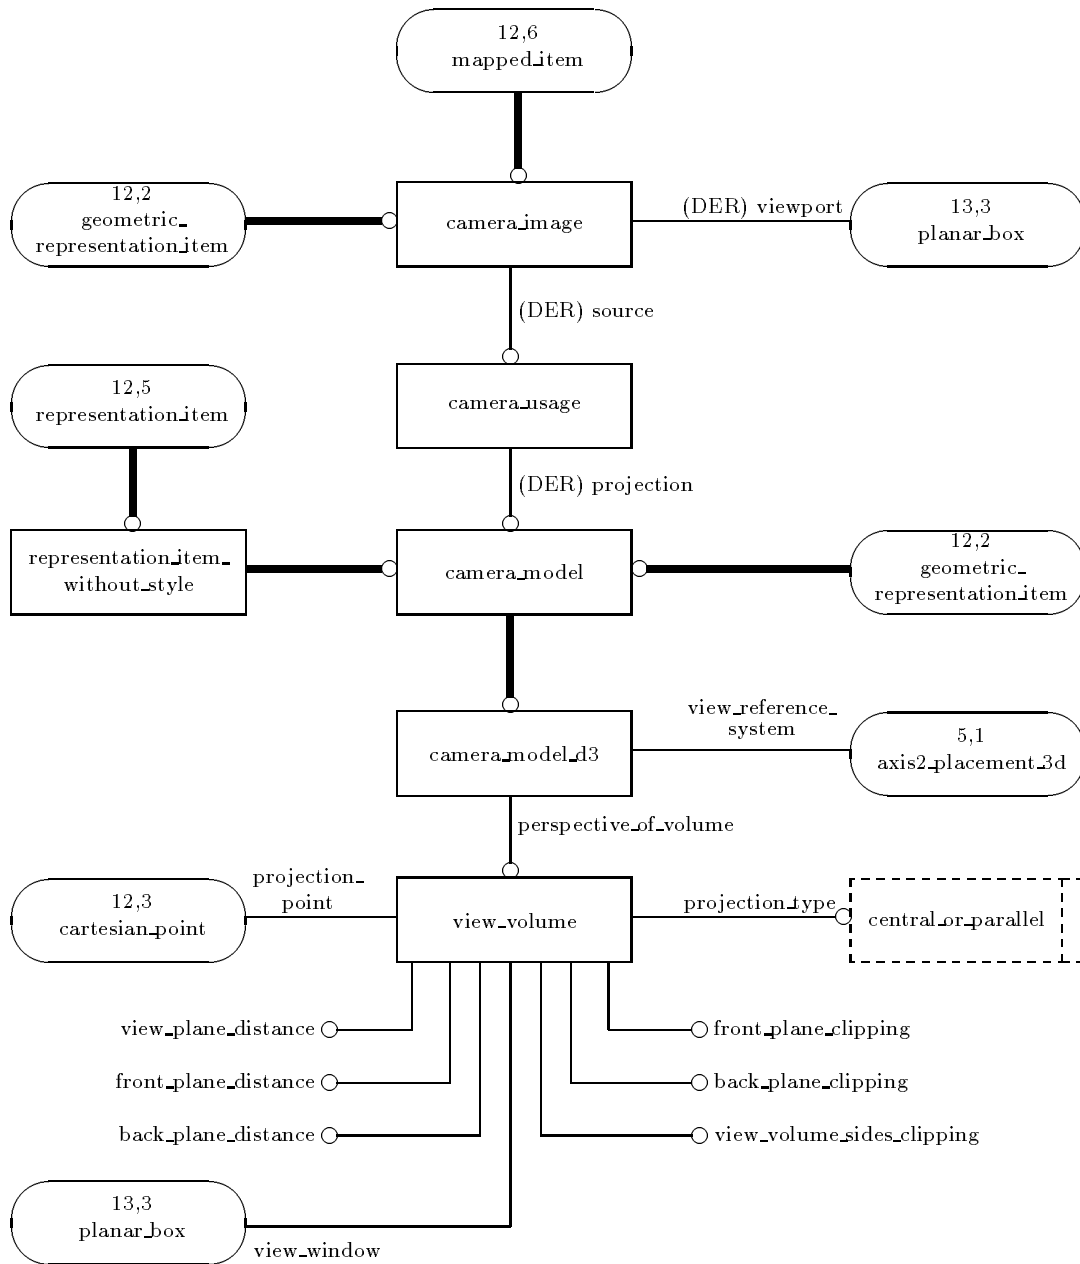 12,6
mapped_item
12,2
geometric_
representation_item
camera_image
(DER) viewport
13,3
planar_box
(DER) source
12,5
representation_item
camera_usage
(DER) projection
representation_item_
without_style
camera_model
12,2
geometric_
representation_item
camera_model_d3
view_reference_
system
5,1
axis2_placement_3d
perspective_of_volume
12,3
cartesian_point
projection_
point
view_volume
projection_type
central_or_parallel
view_plane_distance
front_plane_clipping
front_plane_distance
back_plane_clipping
back_plane_distance
view_volume_sides_clipping
13,3
planar_box
view_window